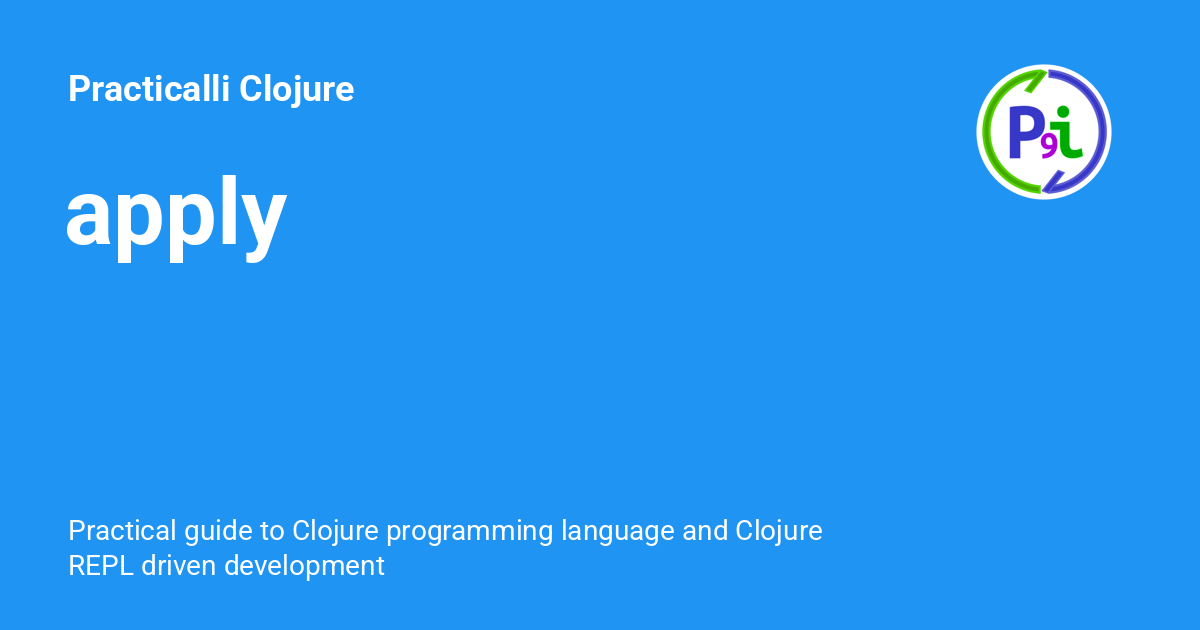 Practicalli Clojure
apply
P9i
Practical guide to Clojure programming language and Clojure
REPL driven development